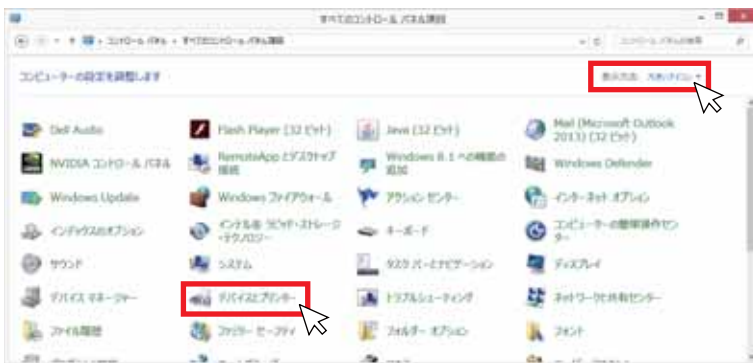 すべてのコントロール パネル項目
コントロール パネル すべてのコントロール パネル項目
コンピューターの設定を調整します
表示方法: 大きいアイコン
Dell Audio
Flash Player (32 ビット)
Java (32 ビット)
Mail (Microsoft Outlook 2013) (32 ビット)
NVIDIA コントロール パネル
RemoteApp とデスクトップ接続
Windows 8.1 への機能の追加
Windows Defender
Windows Update
Windows ファイアウォール
アクション センター
インターネット オプション
インデックスのオプション
インテル® ラピッド・ストレージ・テクノロジー
キーボード
コンピューターの簡単操作センター
サウンド
システム
タスク バーとナビゲーション
ディスプレイ
デバイス マネージャー
デバイスとプリンター
トラブルシューティング
ネットワークと共有センター
ファイル履歴
ファミリー セーフティ
フォルダー オプション
フォント